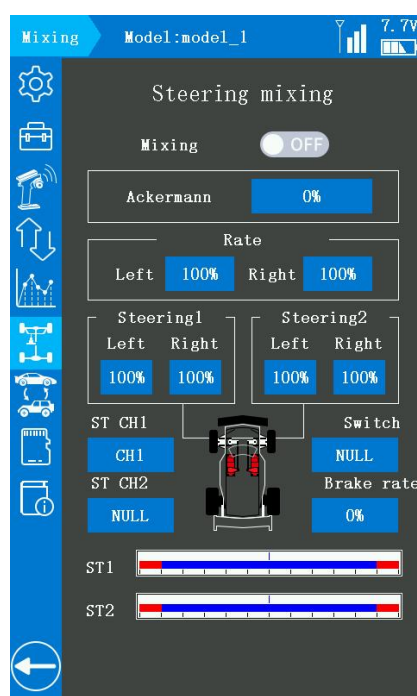 Mixing Model:model_1 7.7V
Steering mixing
Mixing OFF
Ackermann 0%
Rate
Left 100% Right 100%
Steering1 Steering2
Left Right Left Right
100% 100% 100% 100%
ST CH1 Switch
CH1 NULL
ST CH2 Brake rate
NULL 0%
ST1
ST2